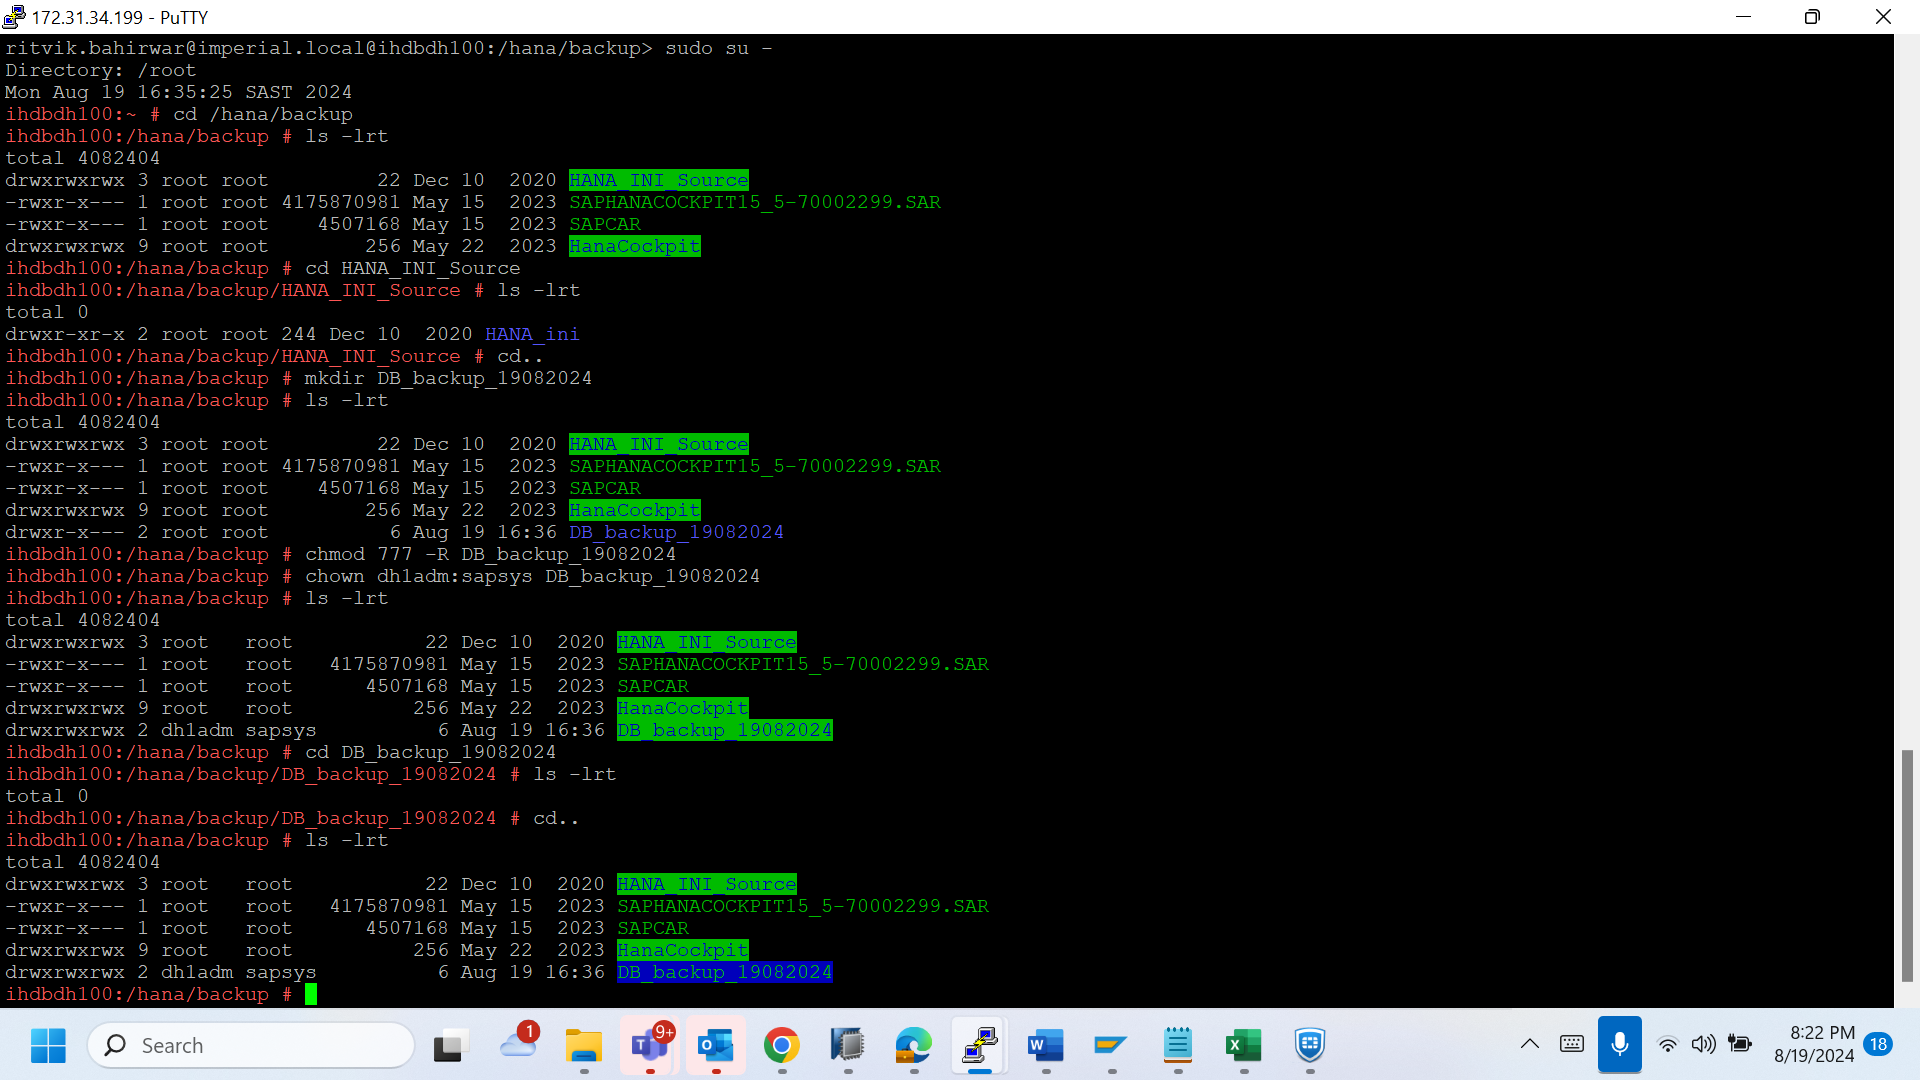 172.31.34.199 - PuTTY
ritvik.bahirwar@imperial.local@ihdbdh100:/hana/backup> sudo su -
Directory: /root
Mon Aug 19 16:35:25 SAST 2024
ihdbdh100:~ # cd /hana/backup
ihdbdh100:/hana/backup # ls -lrt
total 4082404
drwxrwxrwx 3 root root         22 Dec 10  2020 HANA_INI_Source
-rwxr-x--- 1 root root 4175870981 May 15  2023 SAPHANACOCKPIT15_5-70002299.SAR
-rwxr-x--- 1 root root    4507168 May 15  2023 SAPCAR
drwxrwxrwx 9 root root        256 May 22  2023 HanaCockpit
ihdbdh100:/hana/backup # cd HANA_INI_Source
ihdbdh100:/hana/backup/HANA_INI_Source # ls -lrt
total 0
drwxr-xr-x 2 root root 244 Dec 10  2020 HANA_ini
ihdbdh100:/hana/backup/HANA_INI_Source # cd..
ihdbdh100:/hana/backup # mkdir DB_backup_19082024
ihdbdh100:/hana/backup # ls -lrt
total 4082404
drwxrwxrwx 3 root root         22 Dec 10  2020 HANA_INI_Source
-rwxr-x--- 1 root root 4175870981 May 15  2023 SAPHANACOCKPIT15_5-70002299.SAR
-rwxr-x--- 1 root root    4507168 May 15  2023 SAPCAR
drwxrwxrwx 9 root root        256 May 22  2023 HanaCockpit
drwxr-x--- 2 root root          6 Aug 19 16:36 DB_backup_19082024
ihdbdh100:/hana/backup # chmod 777 -R DB_backup_19082024
ihdbdh100:/hana/backup # chown dh1adm:sapsys DB_backup_19082024
ihdbdh100:/hana/backup # ls -lrt
total 4082404
drwxrwxrwx 3 root   root           22 Dec 10  2020 HANA_INI_Source
-rwxr-x--- 1 root   root   4175870981 May 15  2023 SAPHANACOCKPIT15_5-70002299.SAR
-rwxr-x--- 1 root   root      4507168 May 15  2023 SAPCAR
drwxrwxrwx 9 root   root          256 May 22  2023 HanaCockpit
drwxrwxrwx 2 dh1adm sapsys          6 Aug 19 16:36 DB_backup_19082024
ihdbdh100:/hana/backup # cd DB_backup_19082024
ihdbdh100:/hana/backup/DB_backup_19082024 # ls -lrt
total 0
ihdbdh100:/hana/backup/DB_backup_19082024 # cd..
ihdbdh100:/hana/backup # ls -lrt
total 4082404
drwxrwxrwx 3 root   root           22 Dec 10  2020 HANA_INI_Source
-rwxr-x--- 1 root   root   4175870981 May 15  2023 SAPHANACOCKPIT15_5-70002299.SAR
-rwxr-x--- 1 root   root      4507168 May 15  2023 SAPCAR
drwxrwxrwx 9 root   root          256 May 22  2023 HanaCockpit
drwxrwxrwx 2 dh1adm sapsys          6 Aug 19 16:36 DB_backup_19082024
ihdbdh100:/hana/backup #
Search
1
9+
8:22 PM
8/19/2024
18